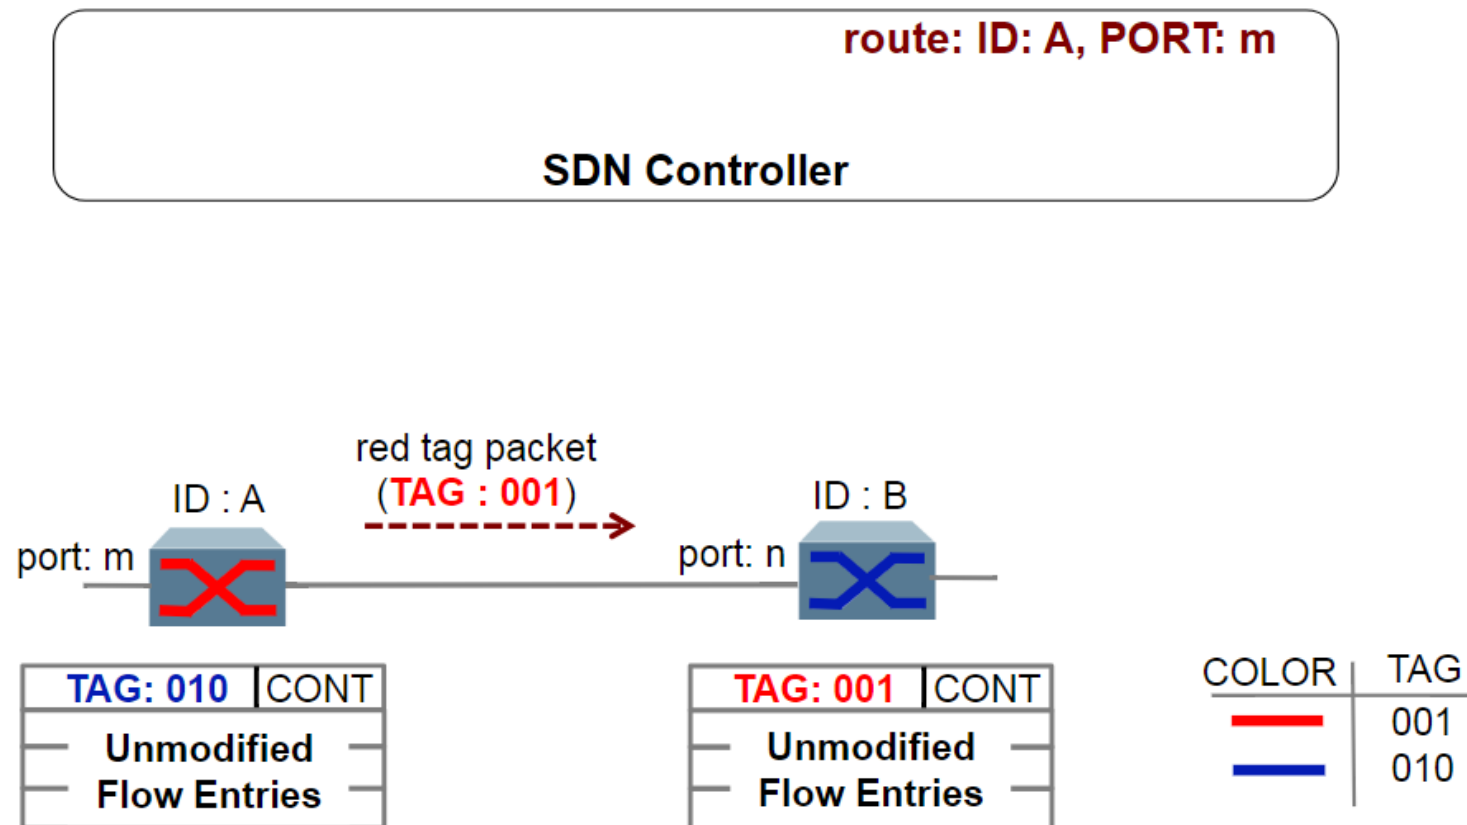 route: ID: A, PORT: m
SDN Controller
red tag packet
(TAG : 001)
ID : A
ID : B
port: m
port: n
TAG: 010 CONT
Unmodified
Flow Entries
TAG: 001 CONT
Unmodified
Flow Entries
COLOR TAG
001
010